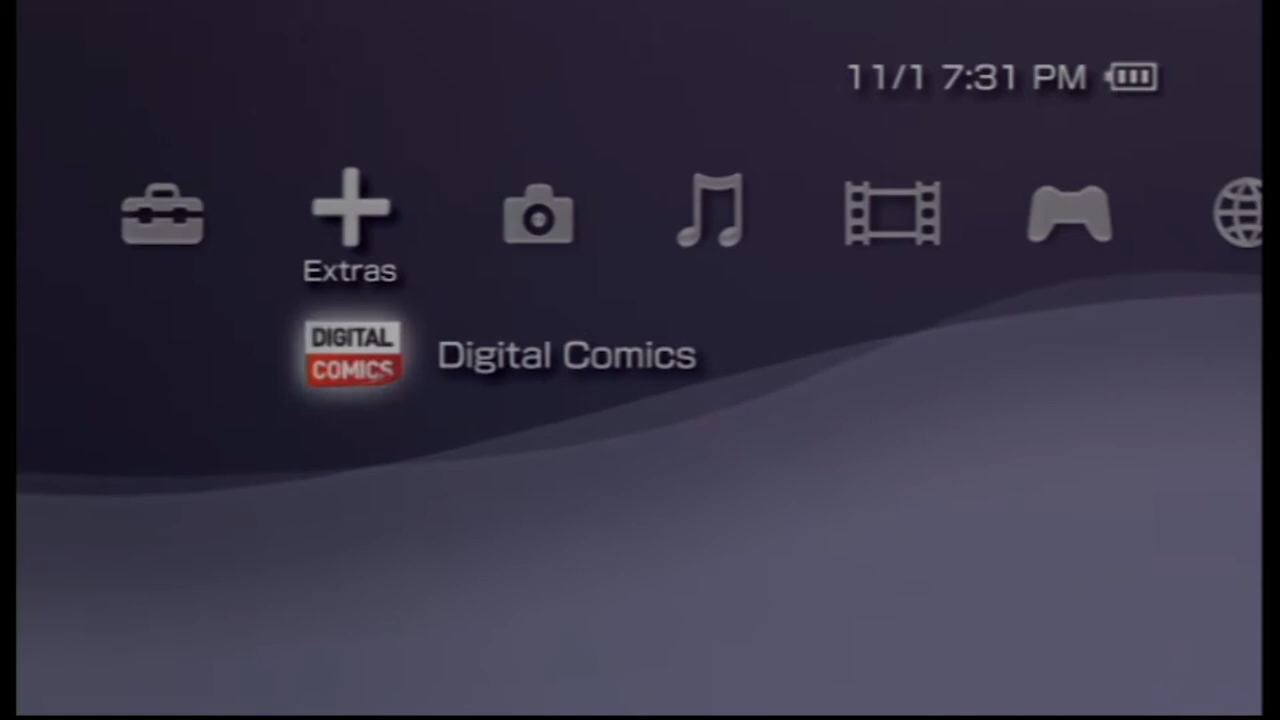 11/1 7:31 PM
Extras
DIGITAL
COMICS
Digital Comics